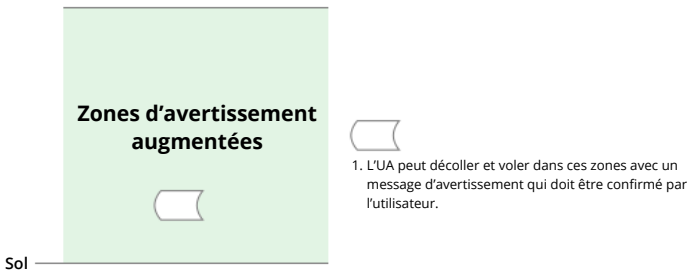 Zones d’avertissement
augmentées
1. L’UA peut décoller et voler dans ces zones avec un
message d’avertissement qui doit être confirmé par
l’utilisateur.
Sol